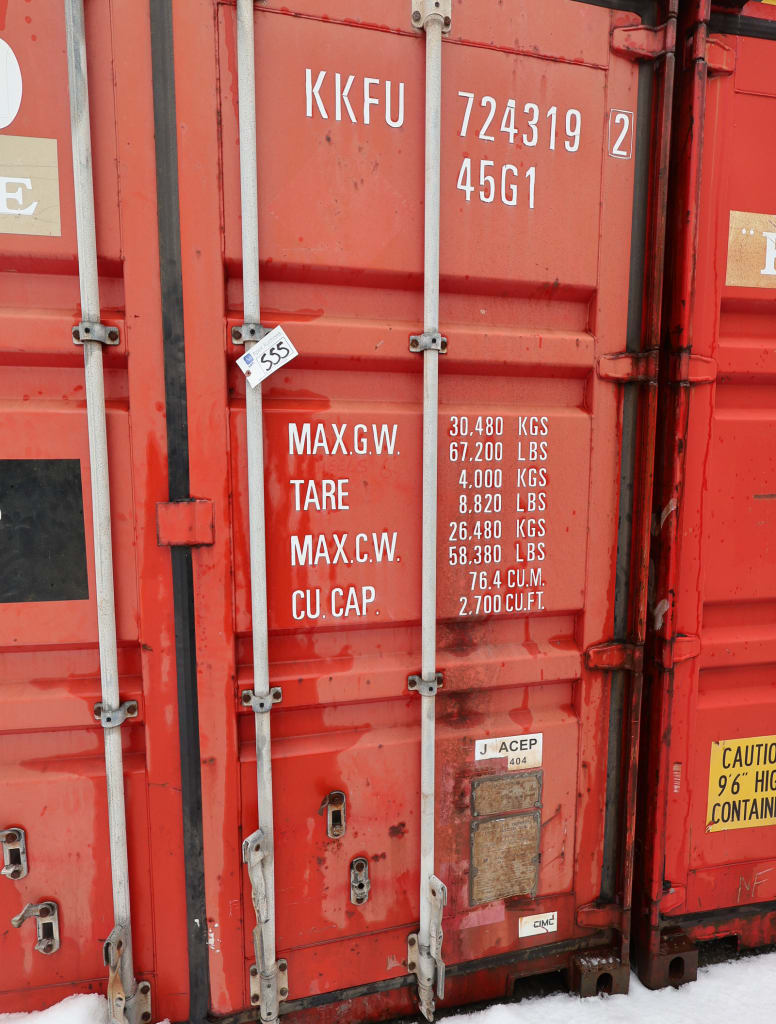 KKFU 724319 2
45G1
E
555
MAX.G.W. 30,480 KGS
67,200 LBS
TARE 4,000 KGS
8,820 LBS
MAX.C.W. 26,480 KGS
58,380 LBS
CU. CAP. 76.4 CU.M.
2,700 CU.FT.
J ACEP
404
CAUTIO
9'6" HIG
CONTAIN
NF
CIMC